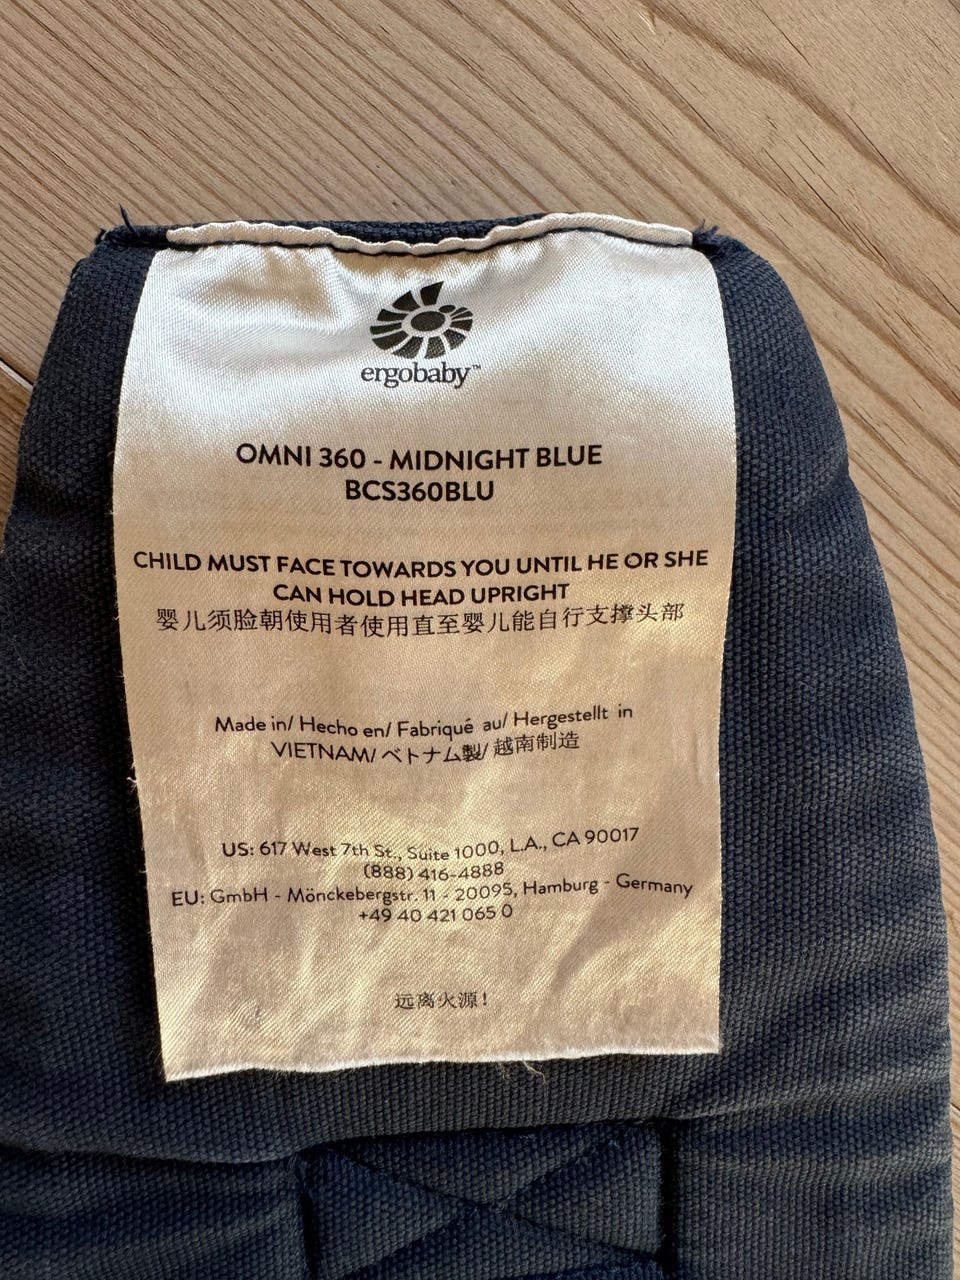 ergobaby™
OMNI 360 - MIDNIGHT BLUE
BCS360BLU
CHILD MUST FACE TOWARDS YOU UNTIL HE OR SHE
CAN HOLD HEAD UPRIGHT
婴儿须脸朝使用者使用直至婴儿能自行支撑头部
Made in/ Hecho en/ Fabriqué au/ Hergestellt in
VIETNAM/ ベトナム製/ 越南制造
US: 617 West 7th St., Suite 1000, L.A., CA 90017
(888) 416-4888
EU: GmbH - Mönckebergstr. 11 - 20095, Hamburg - Germany
+49 40 421 065 0
远离火源!